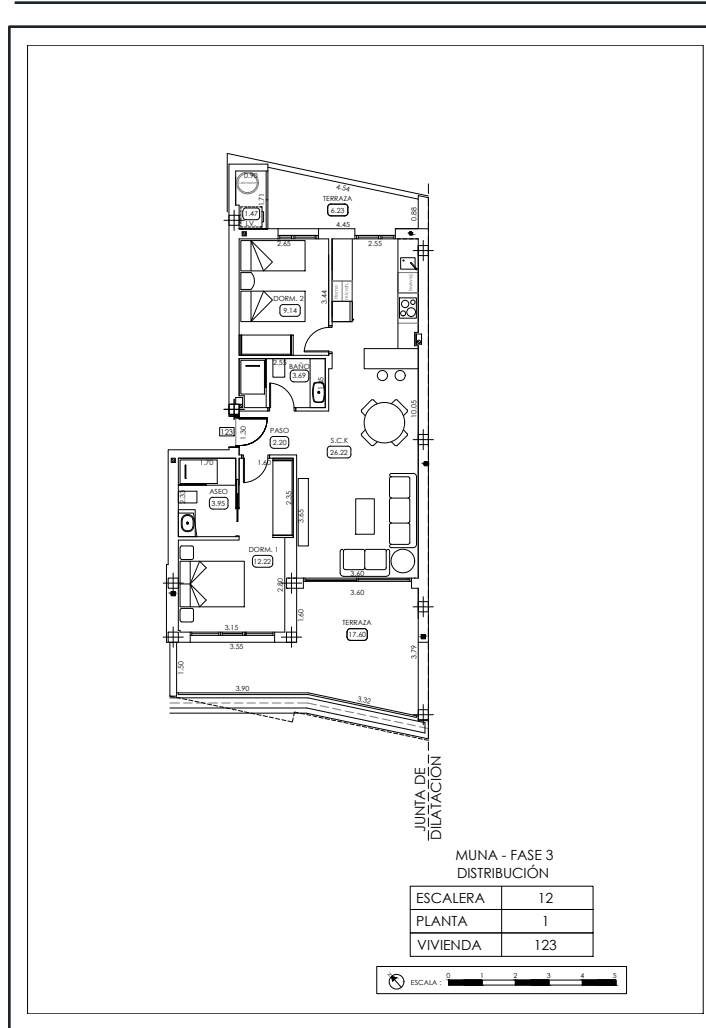 4.54
0.90
1.71
TERRAZA
6.23
0.88
1.47
LV
4.45
2.65
2.55
DORM. 2
9.14
3.44
2.55
BAÑO
3.69
10.05
123
1.30
PASO
2.20
S.C.K
26.22
1.70
1.60
2.35
ASEO
3.95
2.35
3.65
DORM. 1
12.22
3.60
2.80
3.60
1.60
TERRAZA
17.60
3.15
3.55
3.79
1.50
3.90
3.32
JUNTA DE
DILATACION
MUNA - FASE 3
DISTRIBUCIÓN
ESCALERA 12
PLANTA 1
VIVIENDA 123
ESCALA : 0 1 2 3 4 5